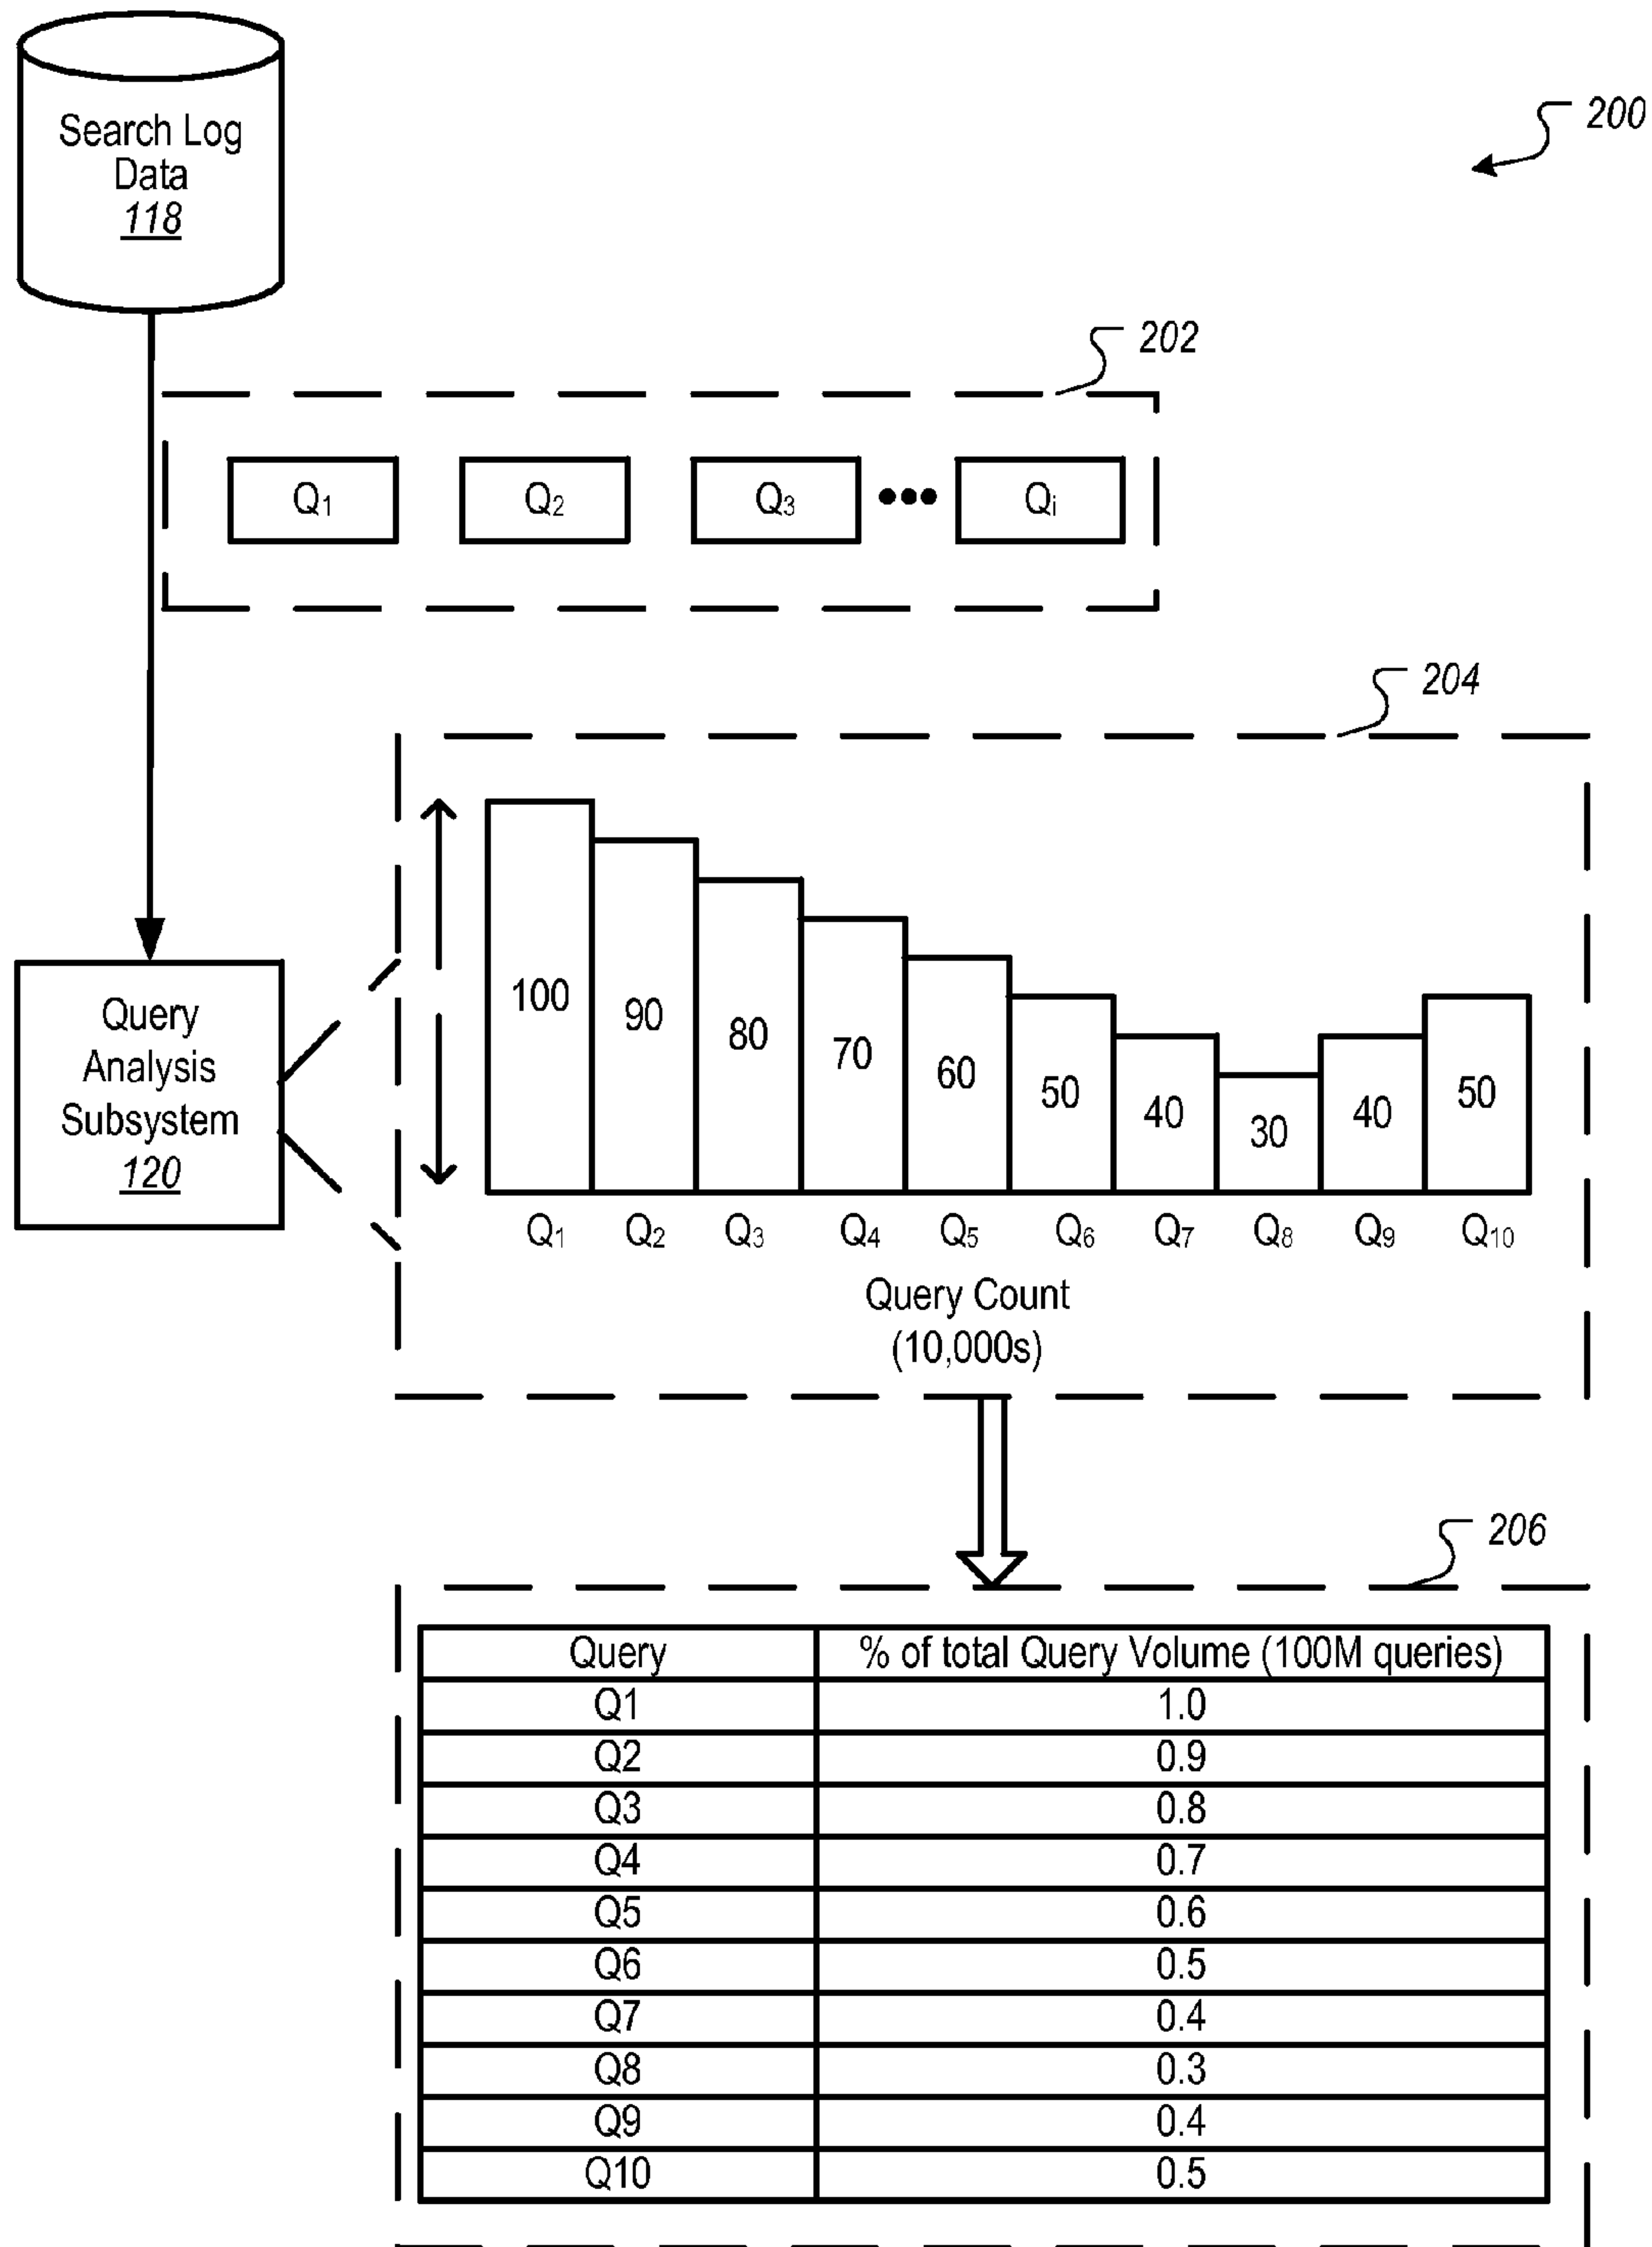 Search Log
Data
118
200
202
Q1 Q2 Q3 ●●● Qi
204
100 90 80 70 60 50 40 30 40 50
Query
Analysis
Subsystem
120
Q1 Q2 Q3 Q4 Q5 Q6 Q7 Q8 Q9 Q10
Query Count
(10,000s)
206
Query % of total Query Volume (100M queries)
Q1 1.0
Q2 0.9
Q3 0.8
Q4 0.7
Q5 0.6
Q6 0.5
Q7 0.4
Q8 0.3
Q9 0.4
Q10 0.5